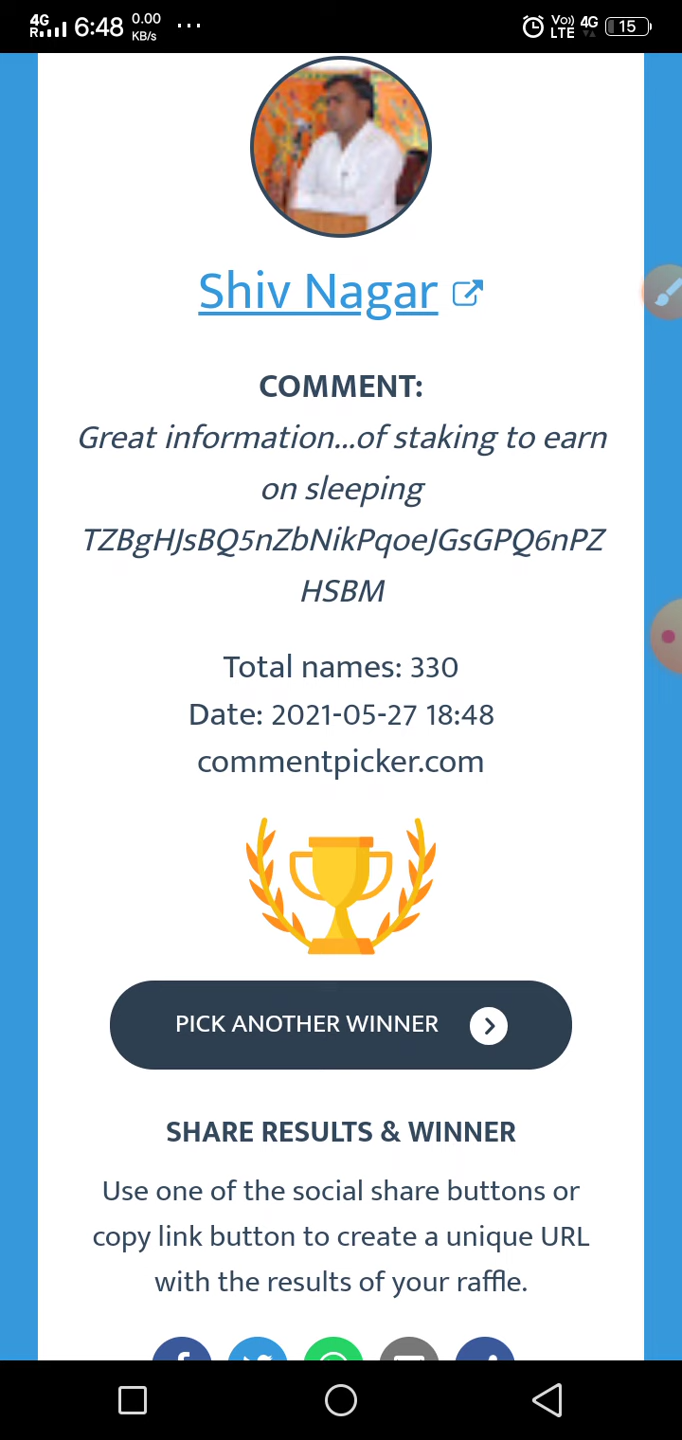 4G R 6:48 0.00 KB/s ... Vo)) LTE 4G 15
Shiv Nagar
COMMENT:
Great information...of staking to earn
on sleeping
TZBgHJsBQ5nZbNikPqoeJGsGPQ6nPZ
HSBM
Total names: 330
Date: 2021-05-27 18:48
commentpicker.com
PICK ANOTHER WINNER
SHARE RESULTS & WINNER
Use one of the social share buttons or
copy link button to create a unique URL
with the results of your raffle.